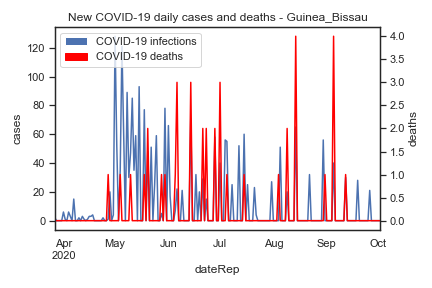 New COVID-19 daily cases and deaths - Guinea_Bissau
COVID-19 infections
COVID-19 deaths
120
100
80
60
40
20
0
cases
4.0
3.5
3.0
2.5
2.0
1.5
1.0
0.5
0.0
deaths
Apr May Jun Jul Aug Sep Oct
2020
dateRep